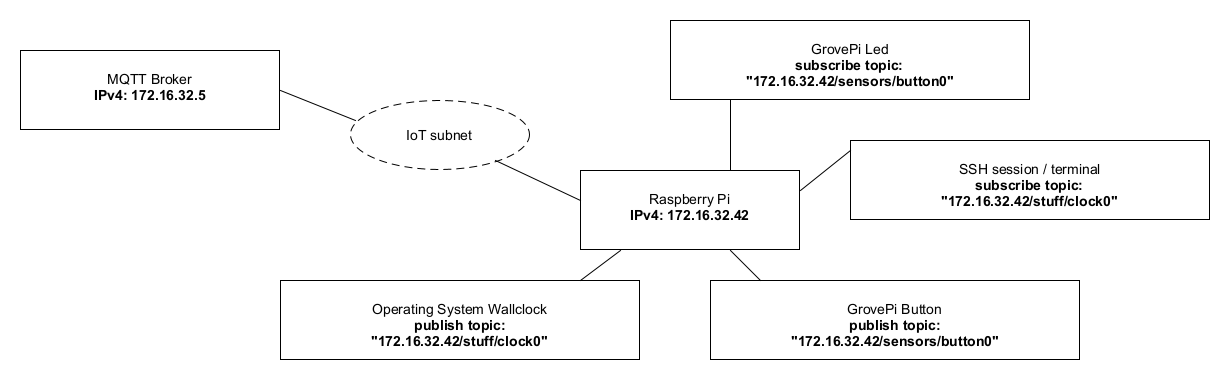 GrovePi Led
subscribe topic:
"172.16.32.42/sensors/button0"
MQTT Broker
IPv4: 172.16.32.5
IoT subnet
SSH session / terminal
subscribe topic:
"172.16.32.42/stuff/clock0"
Raspberry Pi
IPv4: 172.16.32.42
Operating System Wallclock
publish topic:
"172.16.32.42/stuff/clock0"
GrovePi Button
publish topic:
"172.16.32.42/sensors/button0"